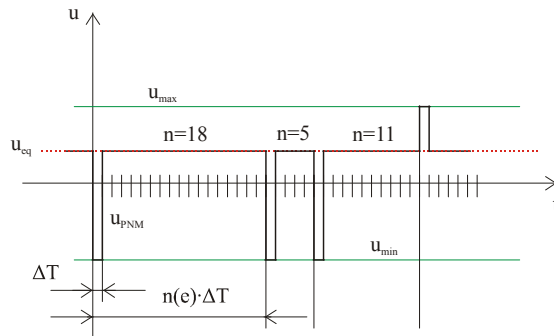 u
u_max
n=18
n=5
n=11
u_eq
u_PNM
u_min
ΔT
n(e)·ΔT